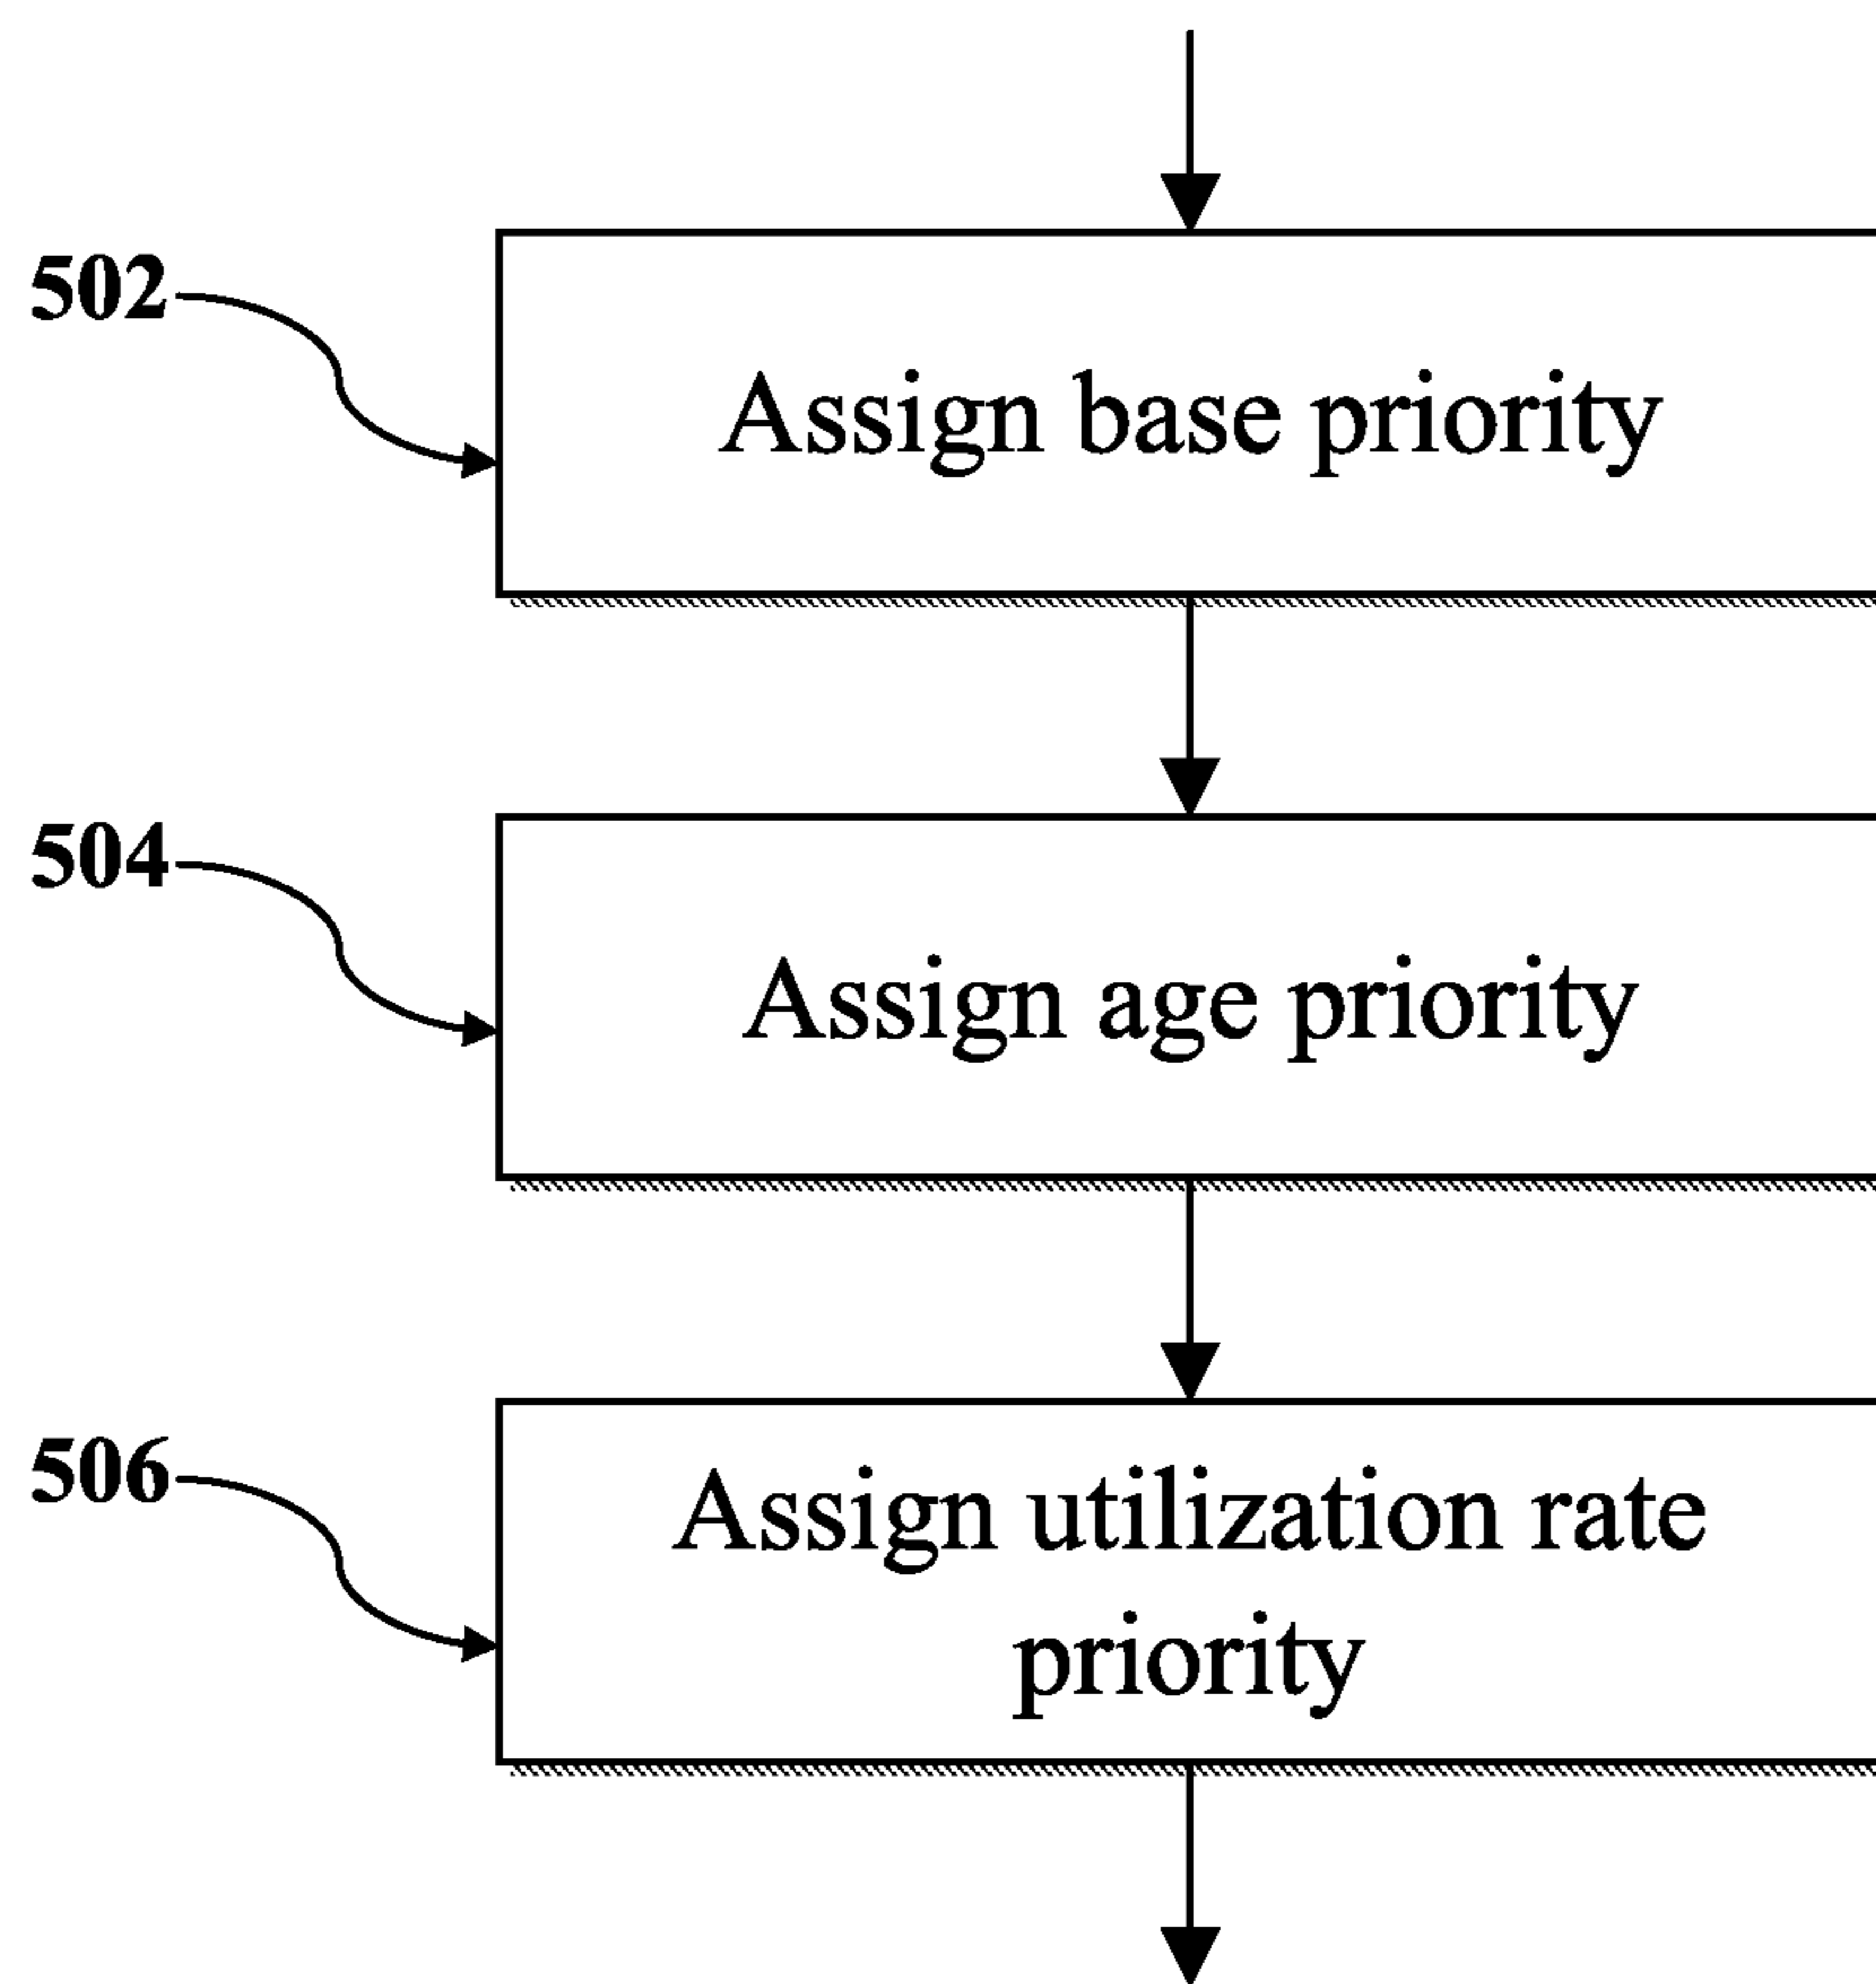 502
Assign base priority
504
Assign age priority
506
Assign utilization rate
priority